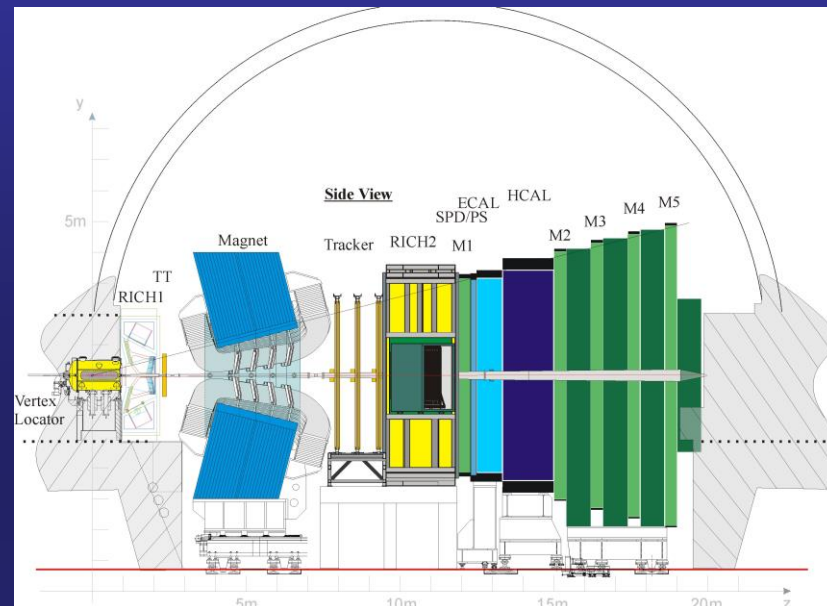 y
5m
Side View
ECAL
HCAL
SPD/PS
M1
M2
M3
M4
M5
Magnet
Tracker
RICH2
TT
RICH1
Vertex
Locator
5m
10m
15m
20m
z